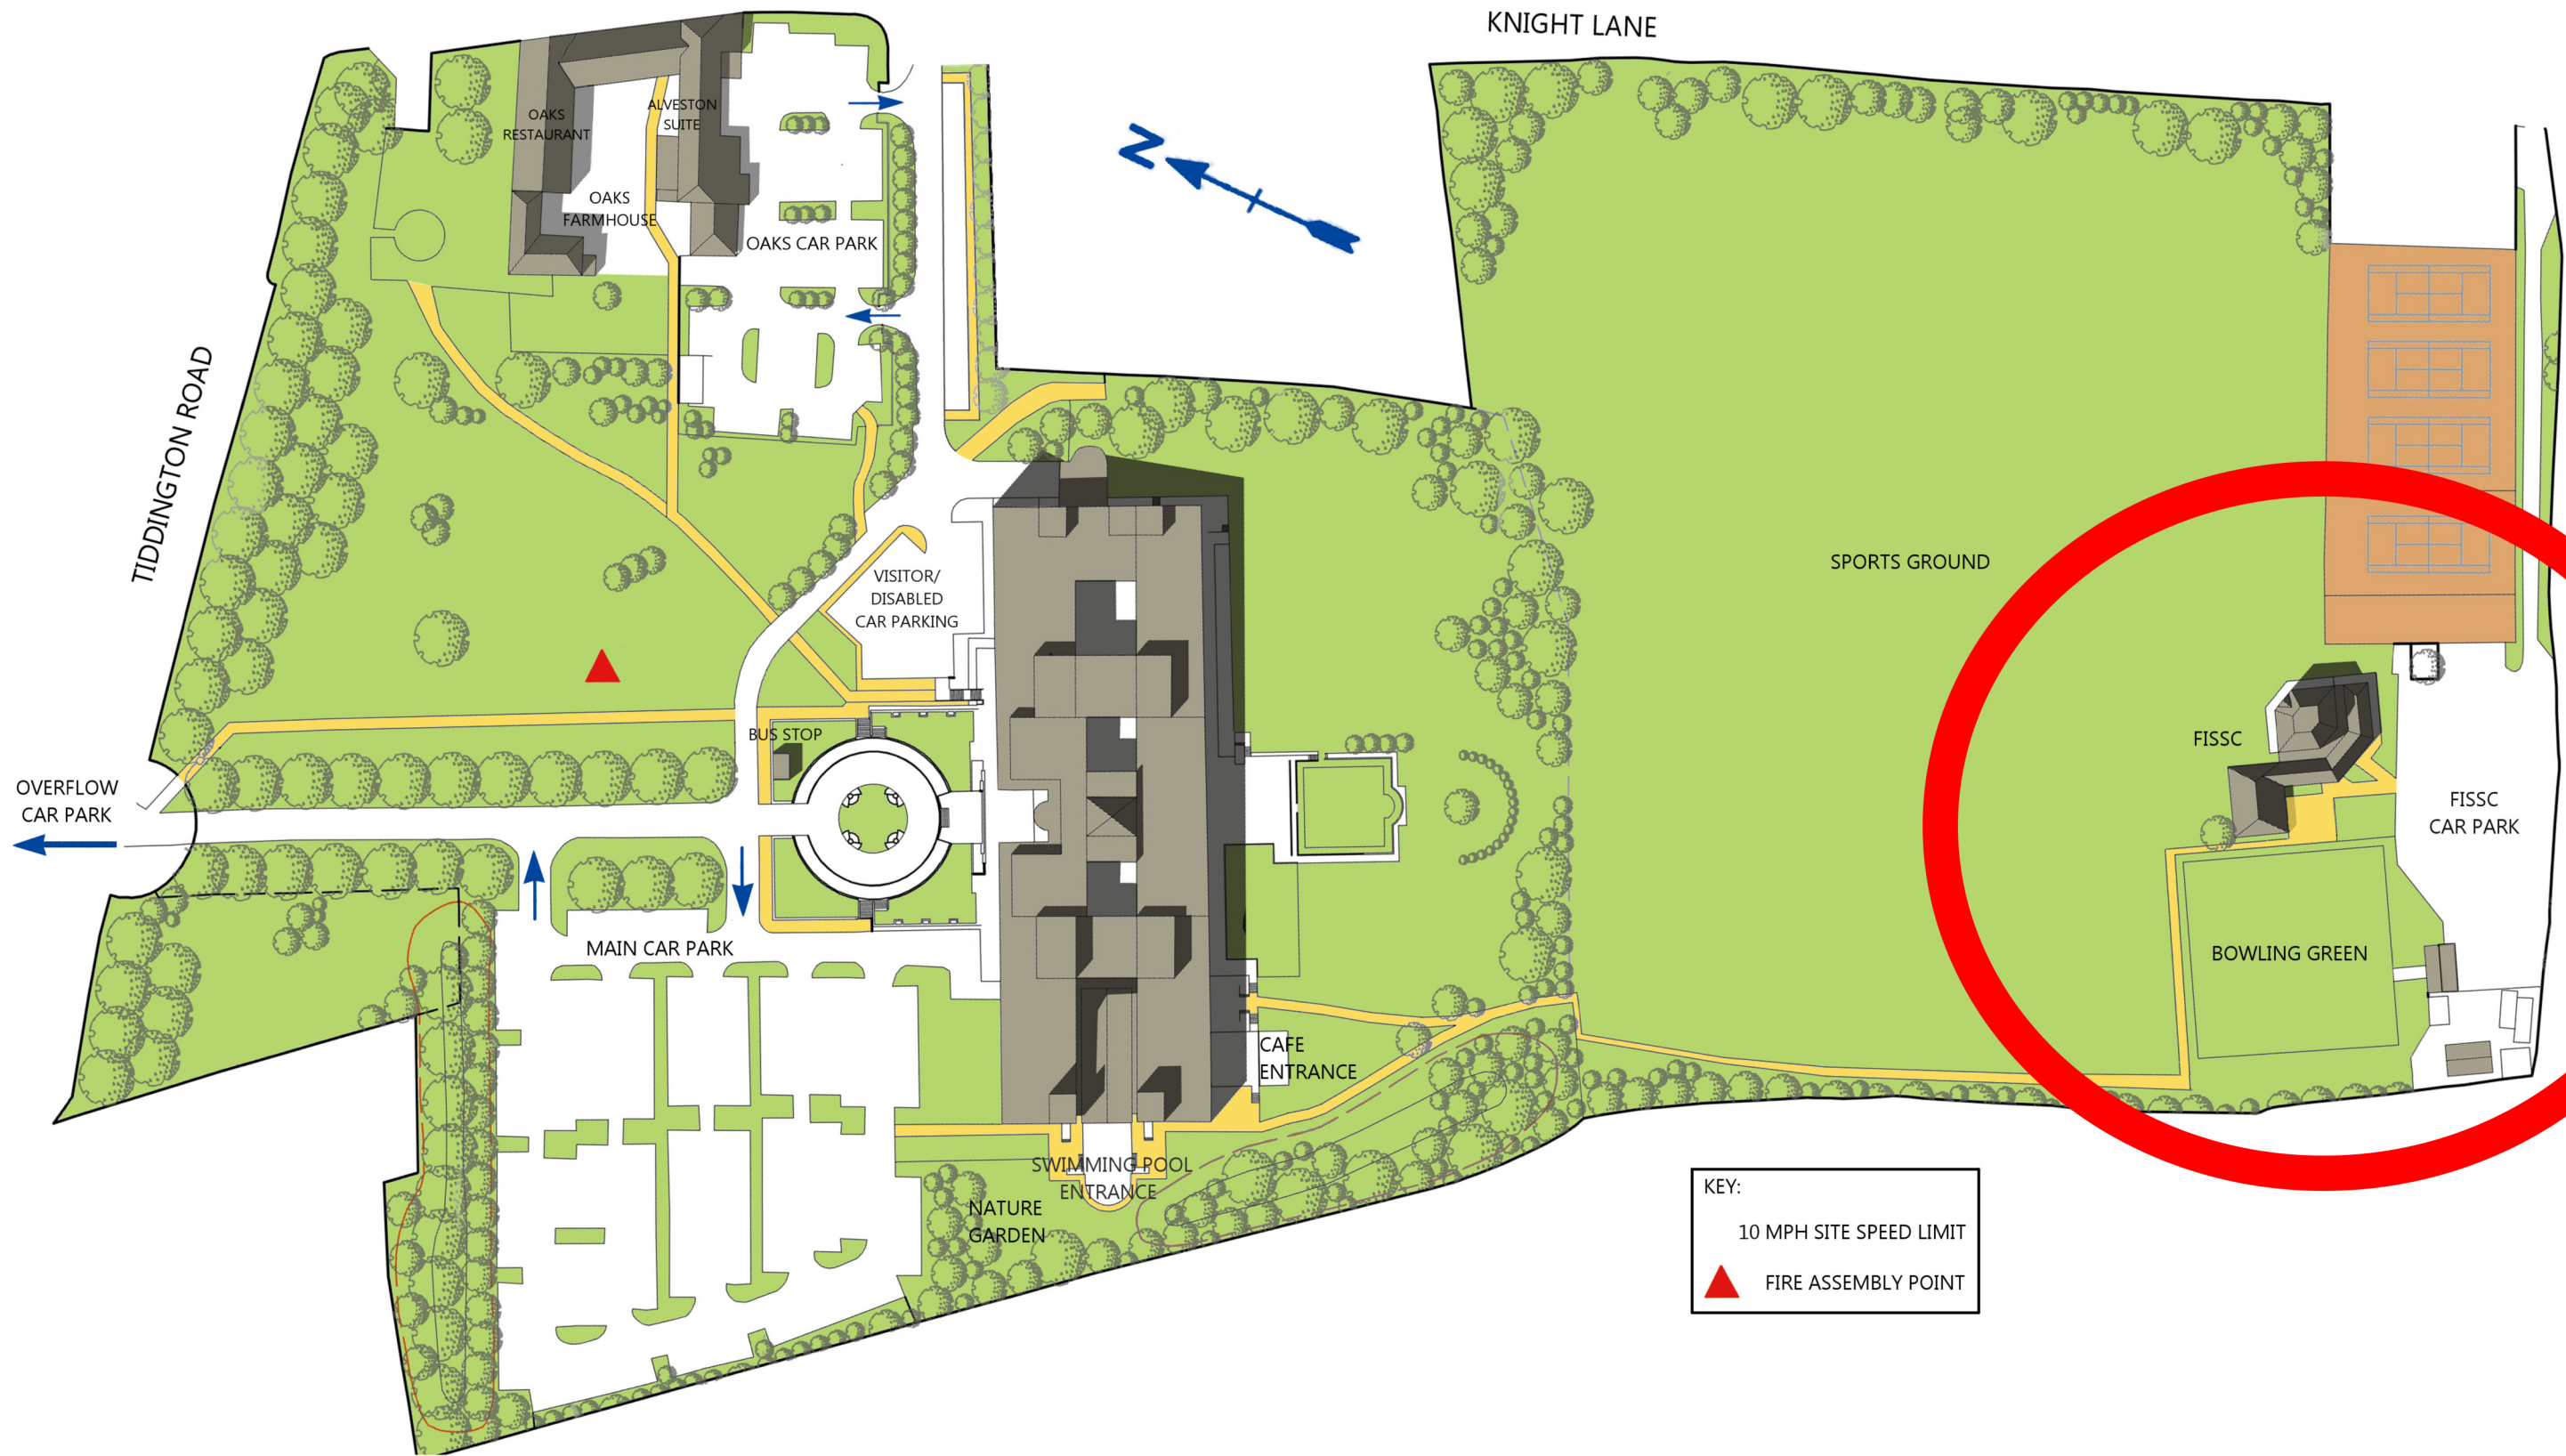 KNIGHT LANE
OAKS
RESTAURANT
ALVESTON
SUITE
OAKS
FARMHOUSE
OAKS CAR PARK
N
TIDDINGTON ROAD
VISITOR/
DISABLED
CAR PARKING
SPORTS GROUND
BUS STOP
FISSC
OVERFLOW
CAR PARK
FISSC
CAR PARK
MAIN CAR PARK
BOWLING GREEN
CAFE
ENTRANCE
SWIMMING POOL
ENTRANCE
NATURE
GARDEN
KEY:
10 MPH SITE SPEED LIMIT
FIRE ASSEMBLY POINT